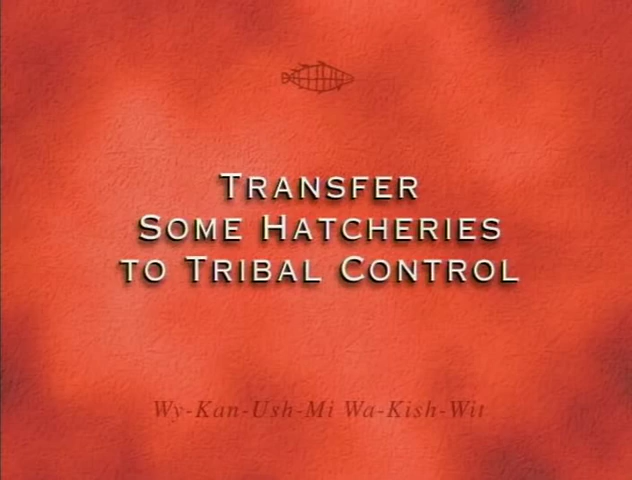 Transfer
Some Hatcheries
to Tribal Control
Wy-Kan-Ush-Mi Wa-Kish-Wit